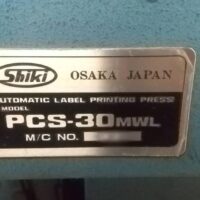 Shiki OSAKA JAPAN
AUTOMATIC LABEL PRINTING PRESS
MODEL
PCS-30MWL
M/C NO.